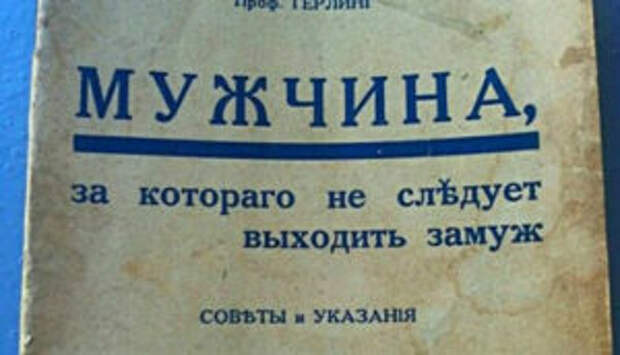 Проф. ГЕРЛИНГ
МУЖЧИНА,
за котораго не слѣдует
выходить замуж
СОВѢТЫ и УКАЗАНІЯ